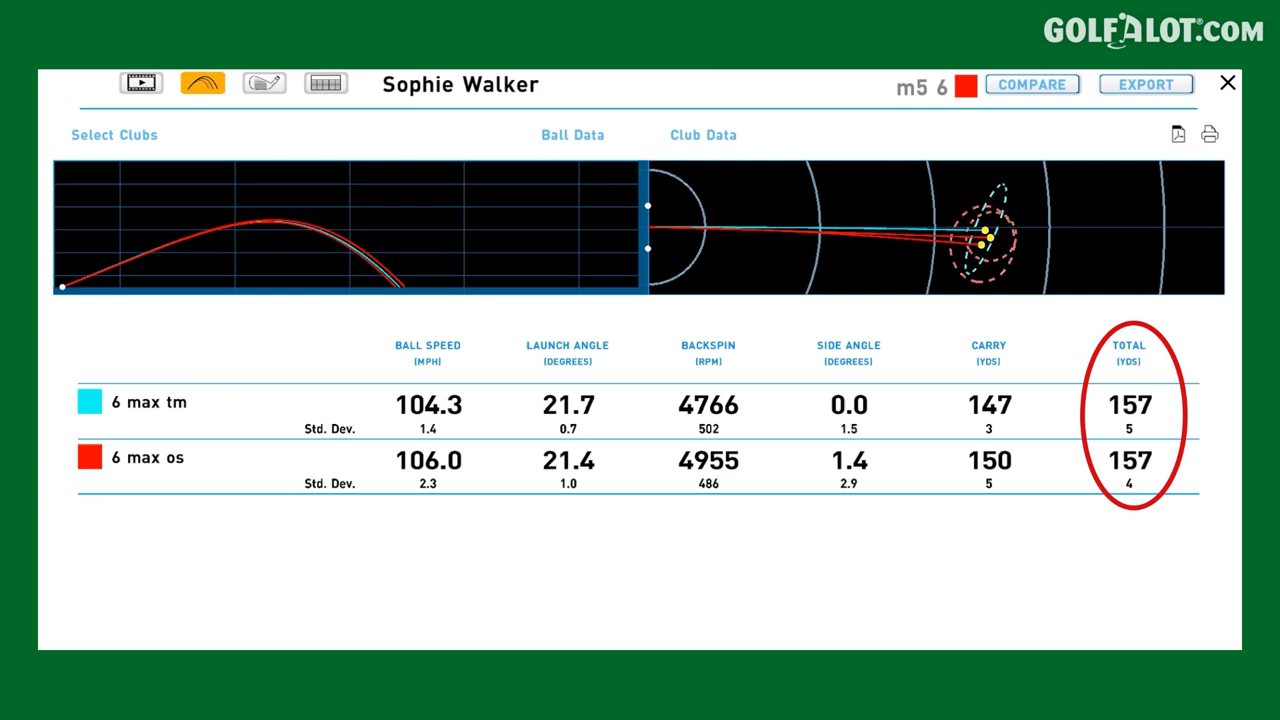 GOLFALOT®.COM
Sophie Walker
m5 6
COMPARE
EXPORT
Select Clubs
Ball Data
Club Data
BALL SPEED LAUNCH ANGLE BACKSPIN SIDE ANGLE CARRY TOTAL
(MPH) (DEGREES) (RPM) (DEGREES) (YDS) (YDS)
6 max tm 104.3 21.7 4766 0.0 147 157
Std. Dev. 1.4 0.7 502 1.5 3 5
6 max os 106.0 21.4 4955 1.4 150 157
Std. Dev. 2.3 1.0 486 2.9 5 4